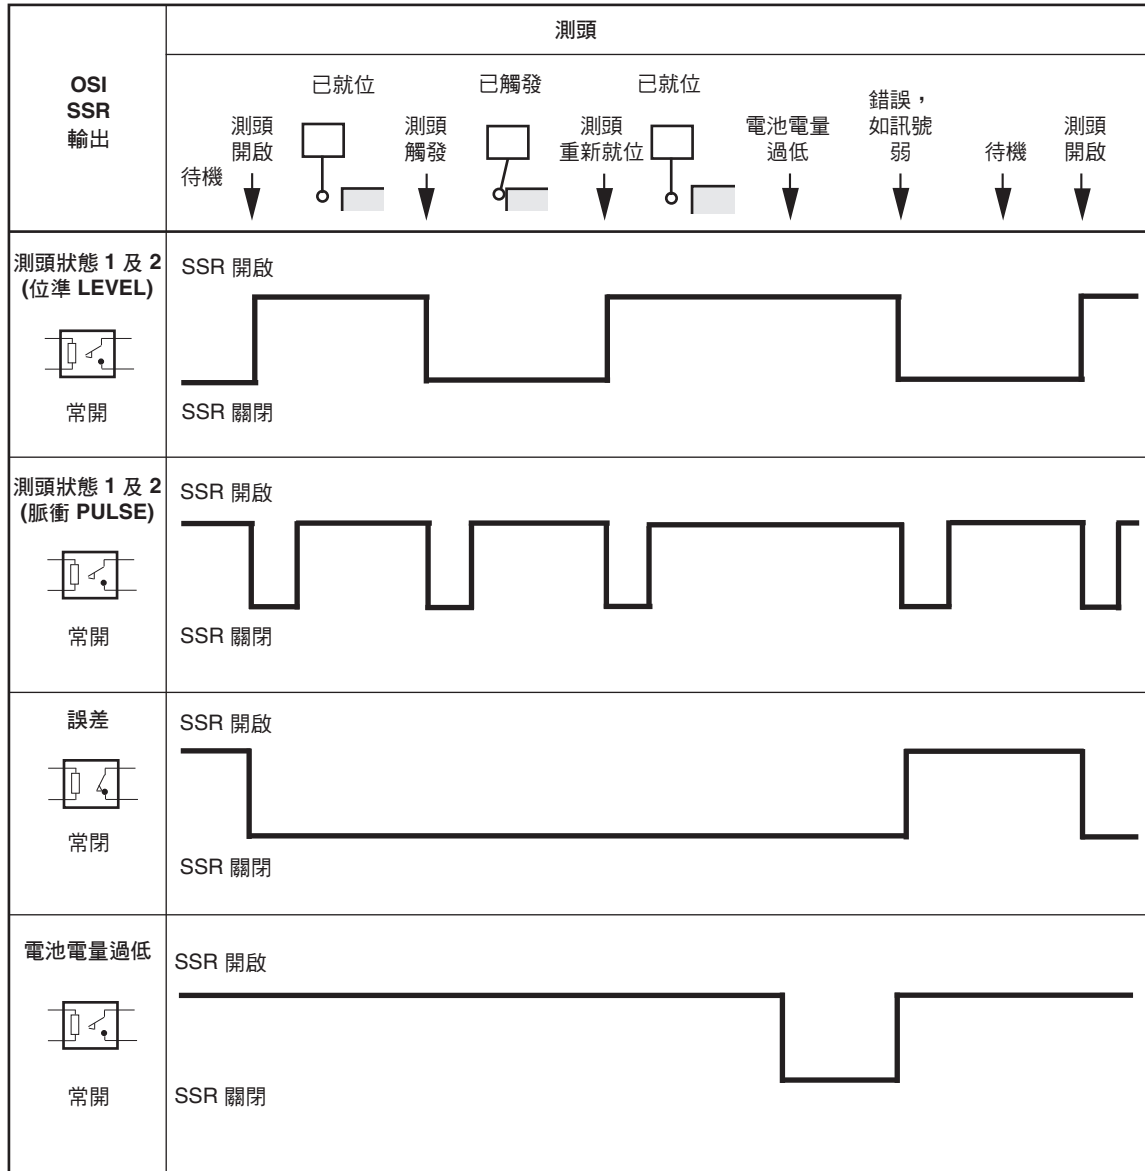 測頭
OSI
SSR
輸出
待機
測頭
開啟
已就位
測頭
觸發
已觸發
測頭
重新就位
已就位
電池電量
過低
錯誤，
如訊號
弱
待機
測頭
開啟
測頭狀態 1 及 2
(位準 LEVEL)
常開
SSR 開啟
SSR 關閉
測頭狀態 1 及 2
(脈衝 PULSE)
常開
SSR 開啟
SSR 關閉
誤差
常閉
SSR 開啟
SSR 關閉
電池電量過低
常開
SSR 開啟
SSR 關閉